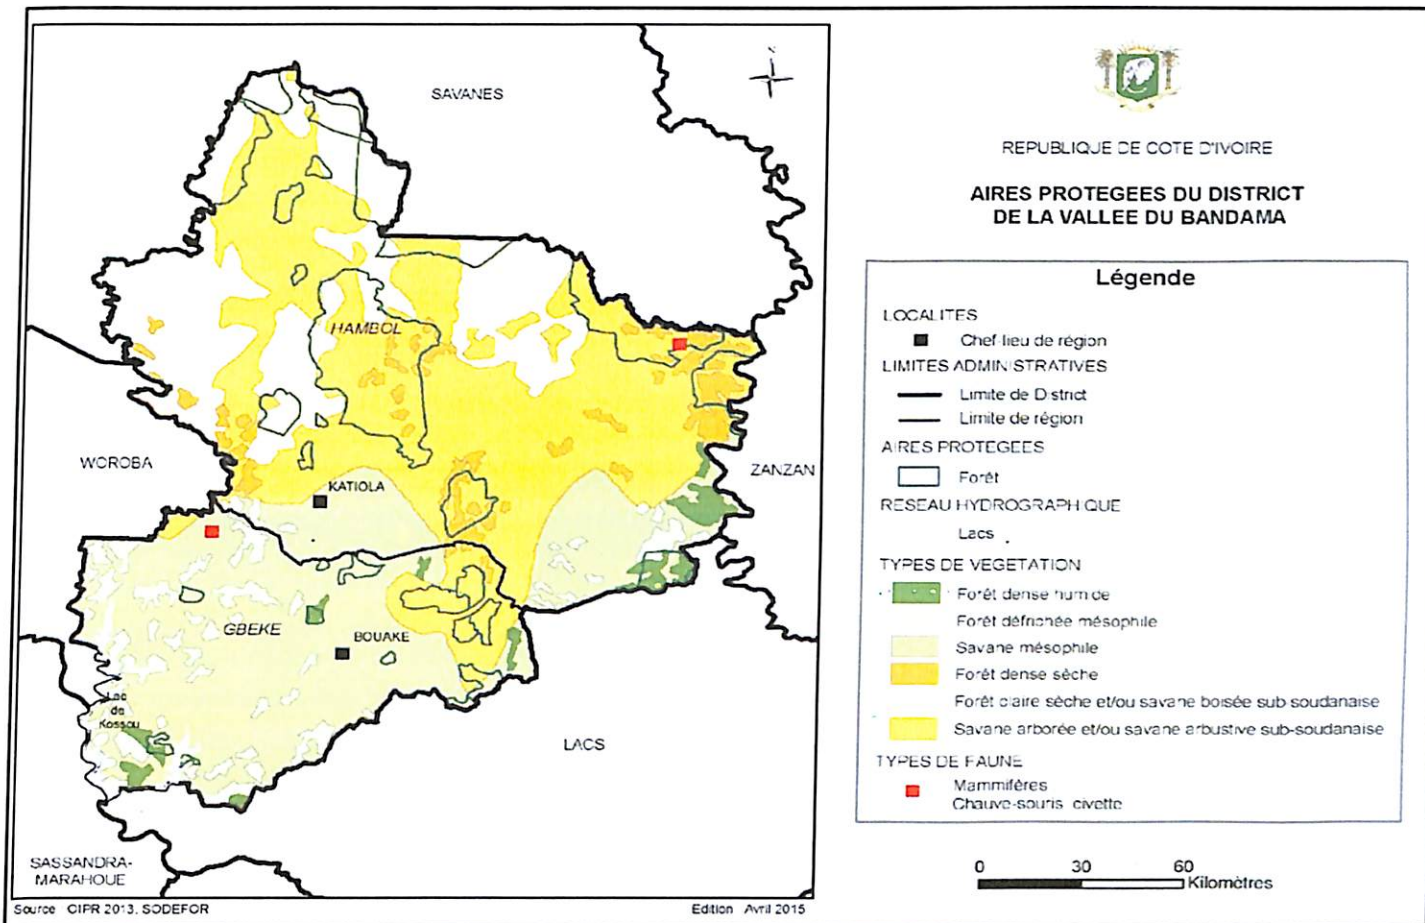 SAVANES
HAMBOL
WOROBA
KATIOLA
ZANZAN
GBEKE
BOUAKE
Lac
de
Kossou
LACS
SASSANDRA-
MARAHOUE
Source CIPR 2013, SODEFOR
Edition Avril 2015
REPUBLIQUE DE COTE D'IVOIRE
AIRES PROTEGEES DU DISTRICT
DE LA VALLEE DU BANDAMA
Légende
LOCALITES
Chef-lieu de région
LIMITES ADMINISTRATIVES
Limite de District
Limite de région
AIRES PROTEGEES
Forêt
RESEAU HYDROGRAPHIQUE
Lacs
TYPES DE VEGETATION
Forêt dense humide
Forêt défrichée mésophile
Savane mésophile
Forêt dense sèche
Forêt claire sèche et/ou savane boisée sub soudanaise
Savane arborée et/ou savane arbustive sub-soudanaise
TYPES DE FAUNE
Mammifères
Chauve-souris civette
0 30 60
Kilomètres